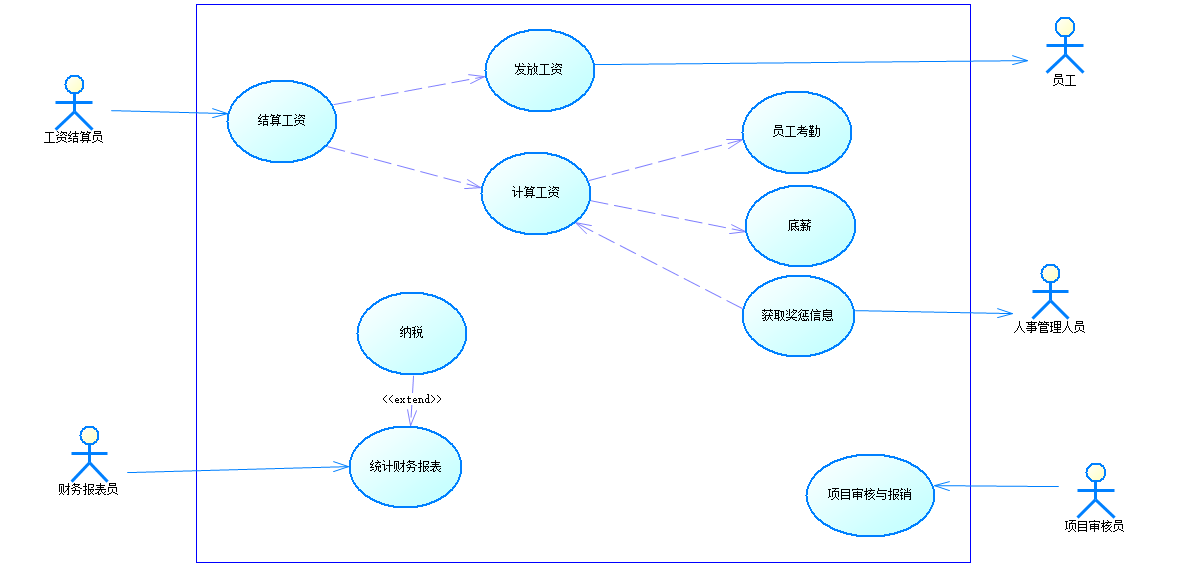 发放工资
员工
结算工资
工资结算员
员工考勤
计算工资
底薪
获取奖惩信息
人事管理人员
纳税
<<extend>>
统计财务报表
财务报表员
项目审核与报销
项目审核员